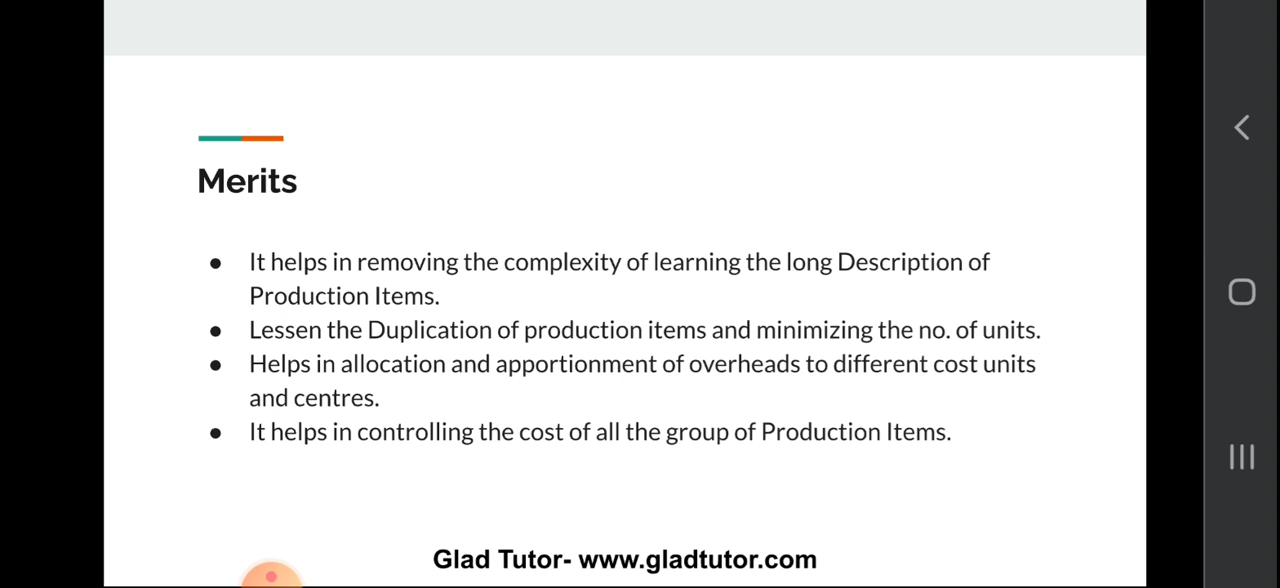 Merits
● It helps in removing the complexity of learning the long Description of
Production Items.
● Lessen the Duplication of production items and minimizing the no. of units.
● Helps in allocation and apportionment of overheads to different cost units
and centres.
● It helps in controlling the cost of all the group of Production Items.
Glad Tutor- www.gladtutor.com